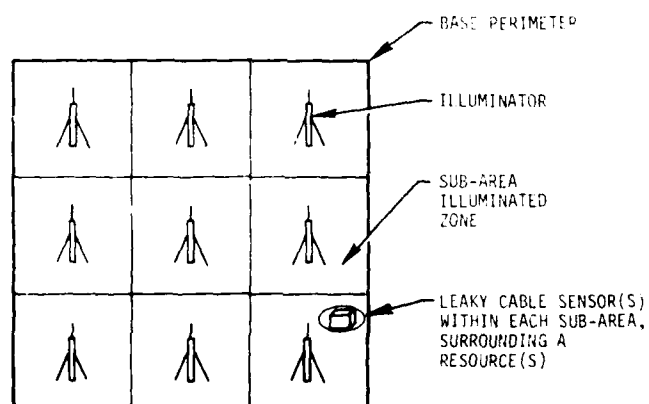 BASE PERIMETER
ILLUMINATOR
SUB-AREA
ILLUMINATED
ZONE
LEAKY CABLE SENSOR(S)
WITHIN EACH SUB-AREA,
SURROUNDING A
RESOURCE(S)